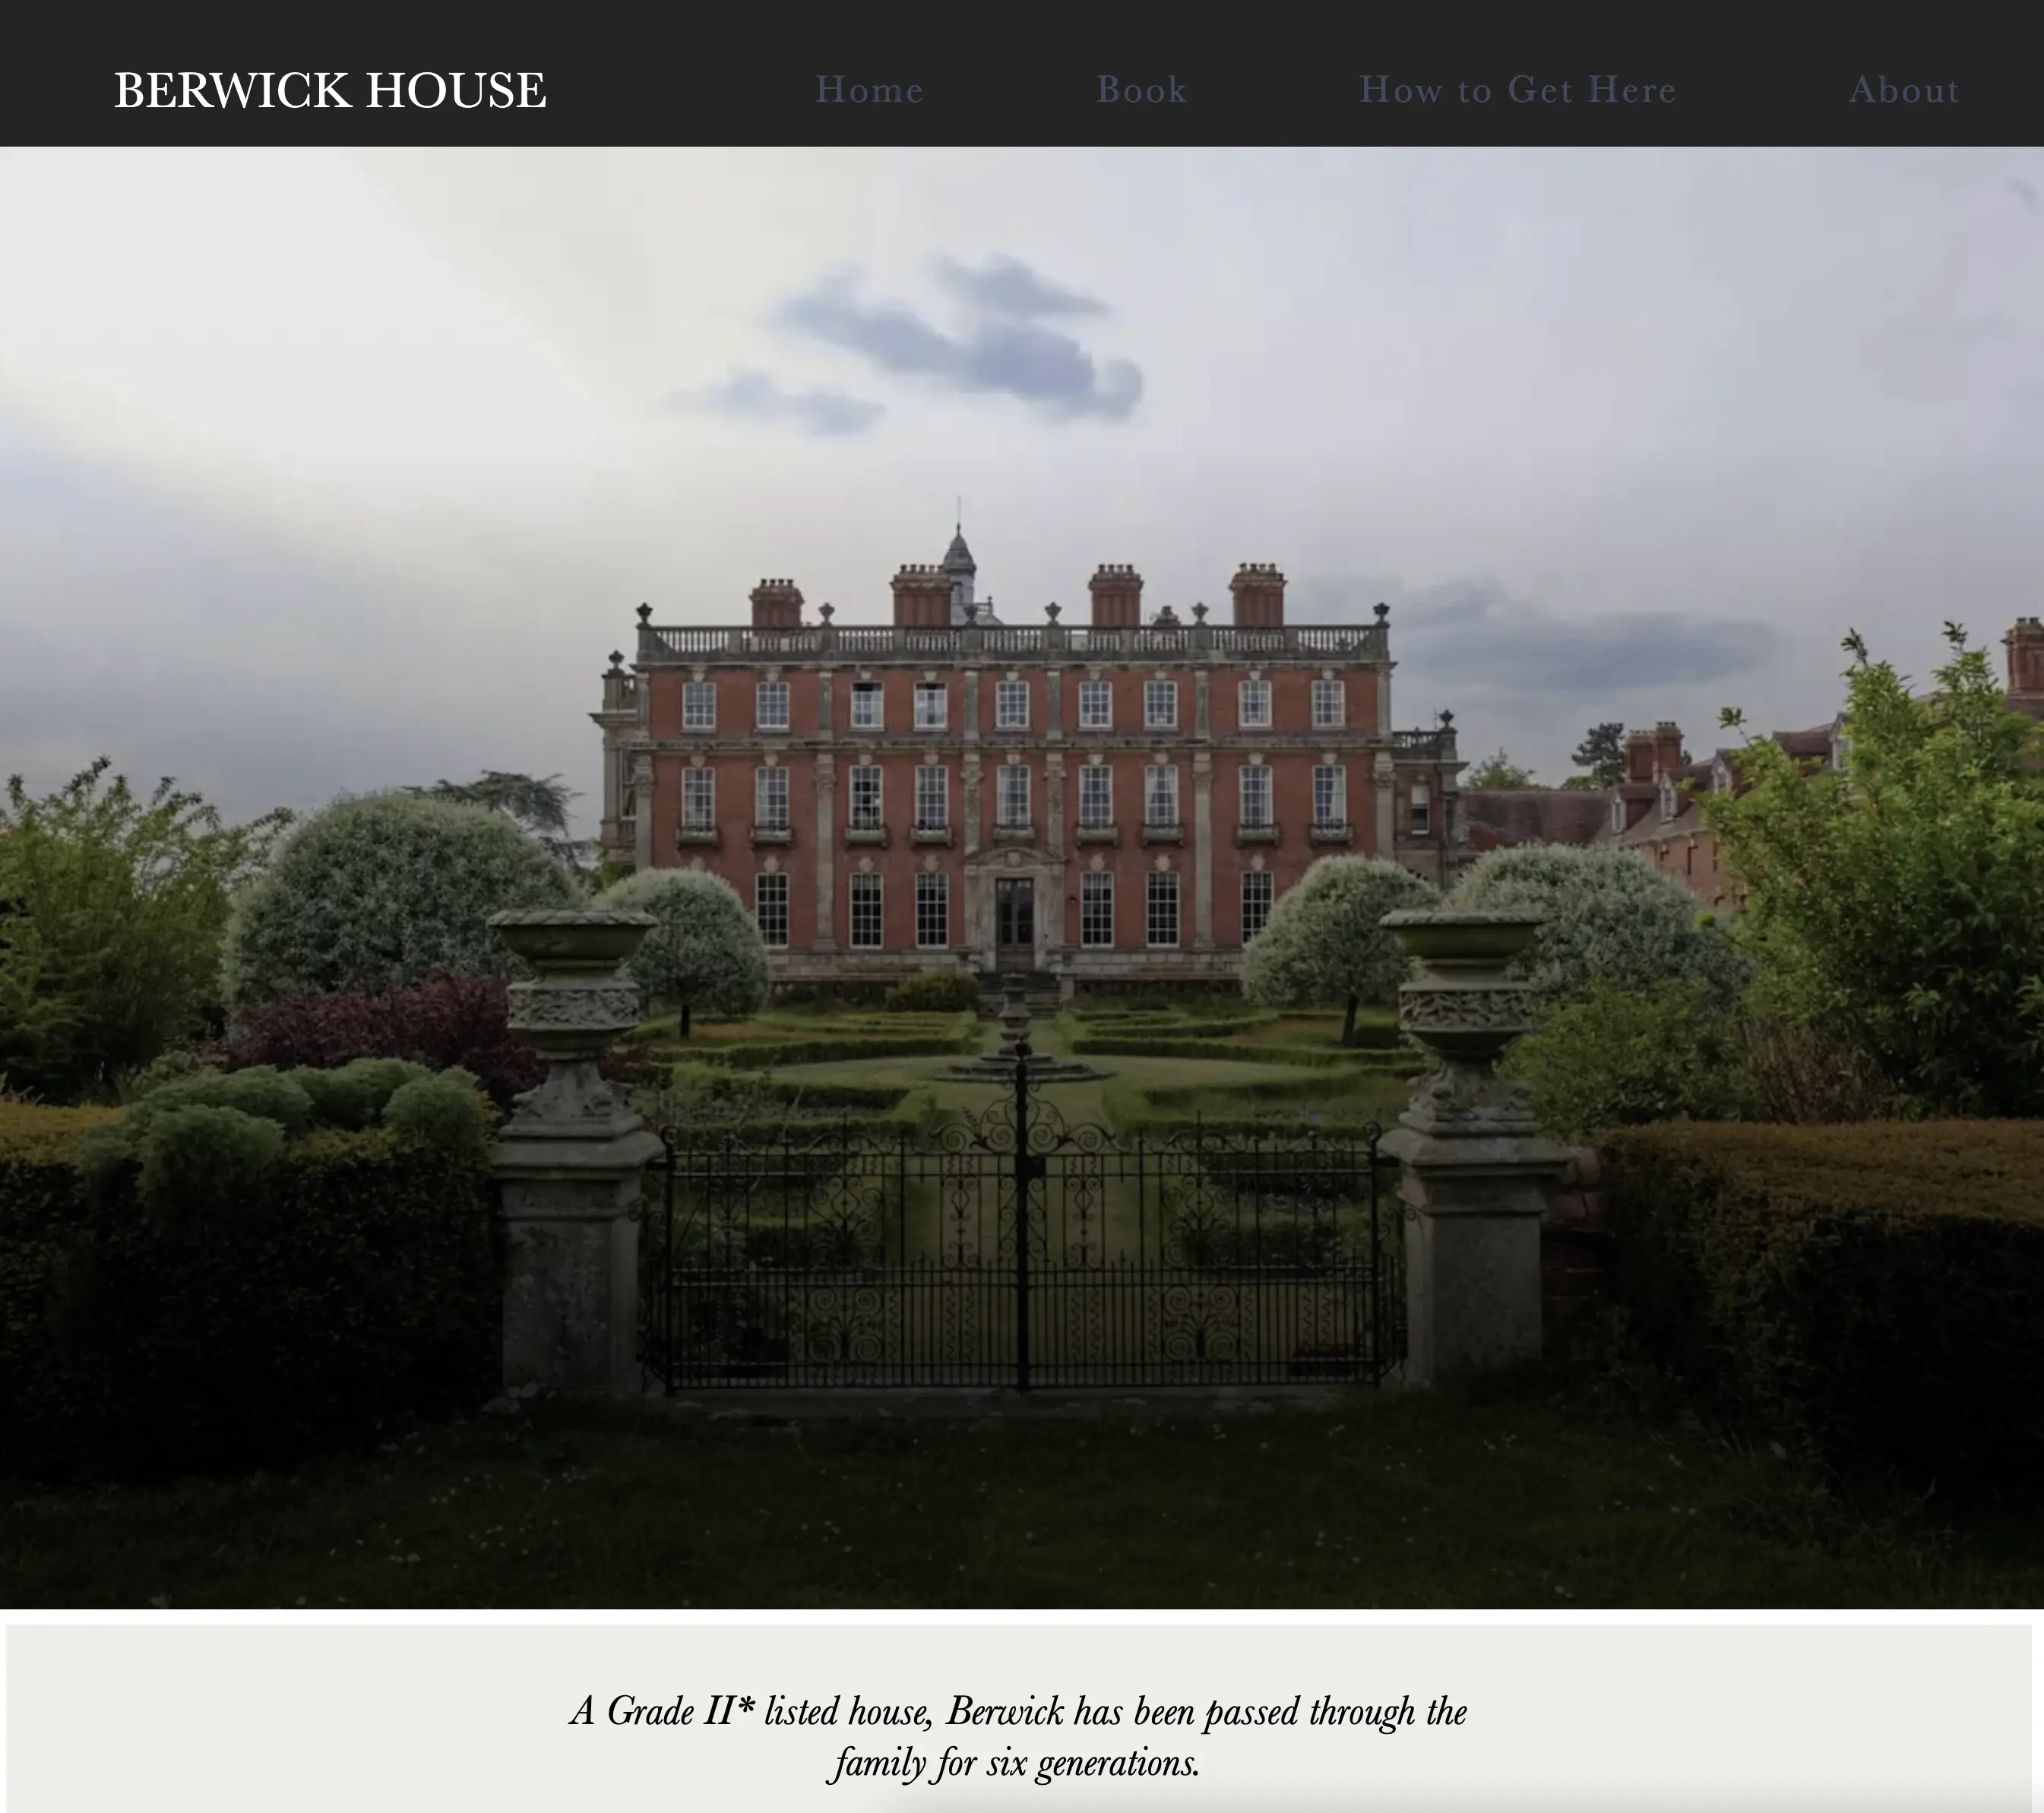 BERWICK HOUSE
Home Book How to Get Here About
A Grade II* listed house, Berwick has been passed through the
family for six generations.